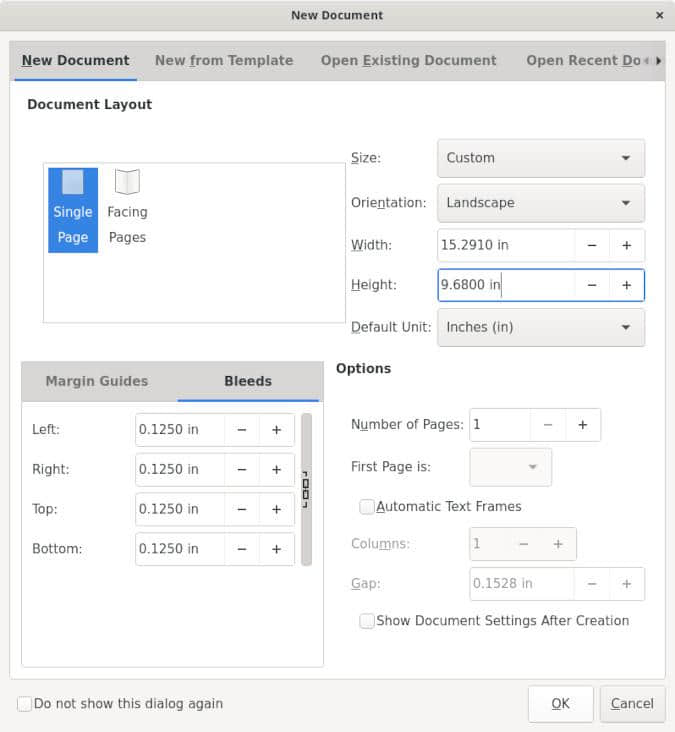 New Document
New Document New from Template Open Existing Document Open Recent Do
Document Layout
Single
Page
Facing
Pages
Size: Custom
Orientation: Landscape
Width: 15.2910 in
Height: 9.6800 in
Default Unit: Inches (in)
Margin Guides Bleeds
Left: 0.1250 in
Right: 0.1250 in
Top: 0.1250 in
Bottom: 0.1250 in
Options
Number of Pages: 1
First Page is:
Automatic Text Frames
Columns: 1
Gap: 0.1528 in
Show Document Settings After Creation
Do not show this dialog again
OK
Cancel